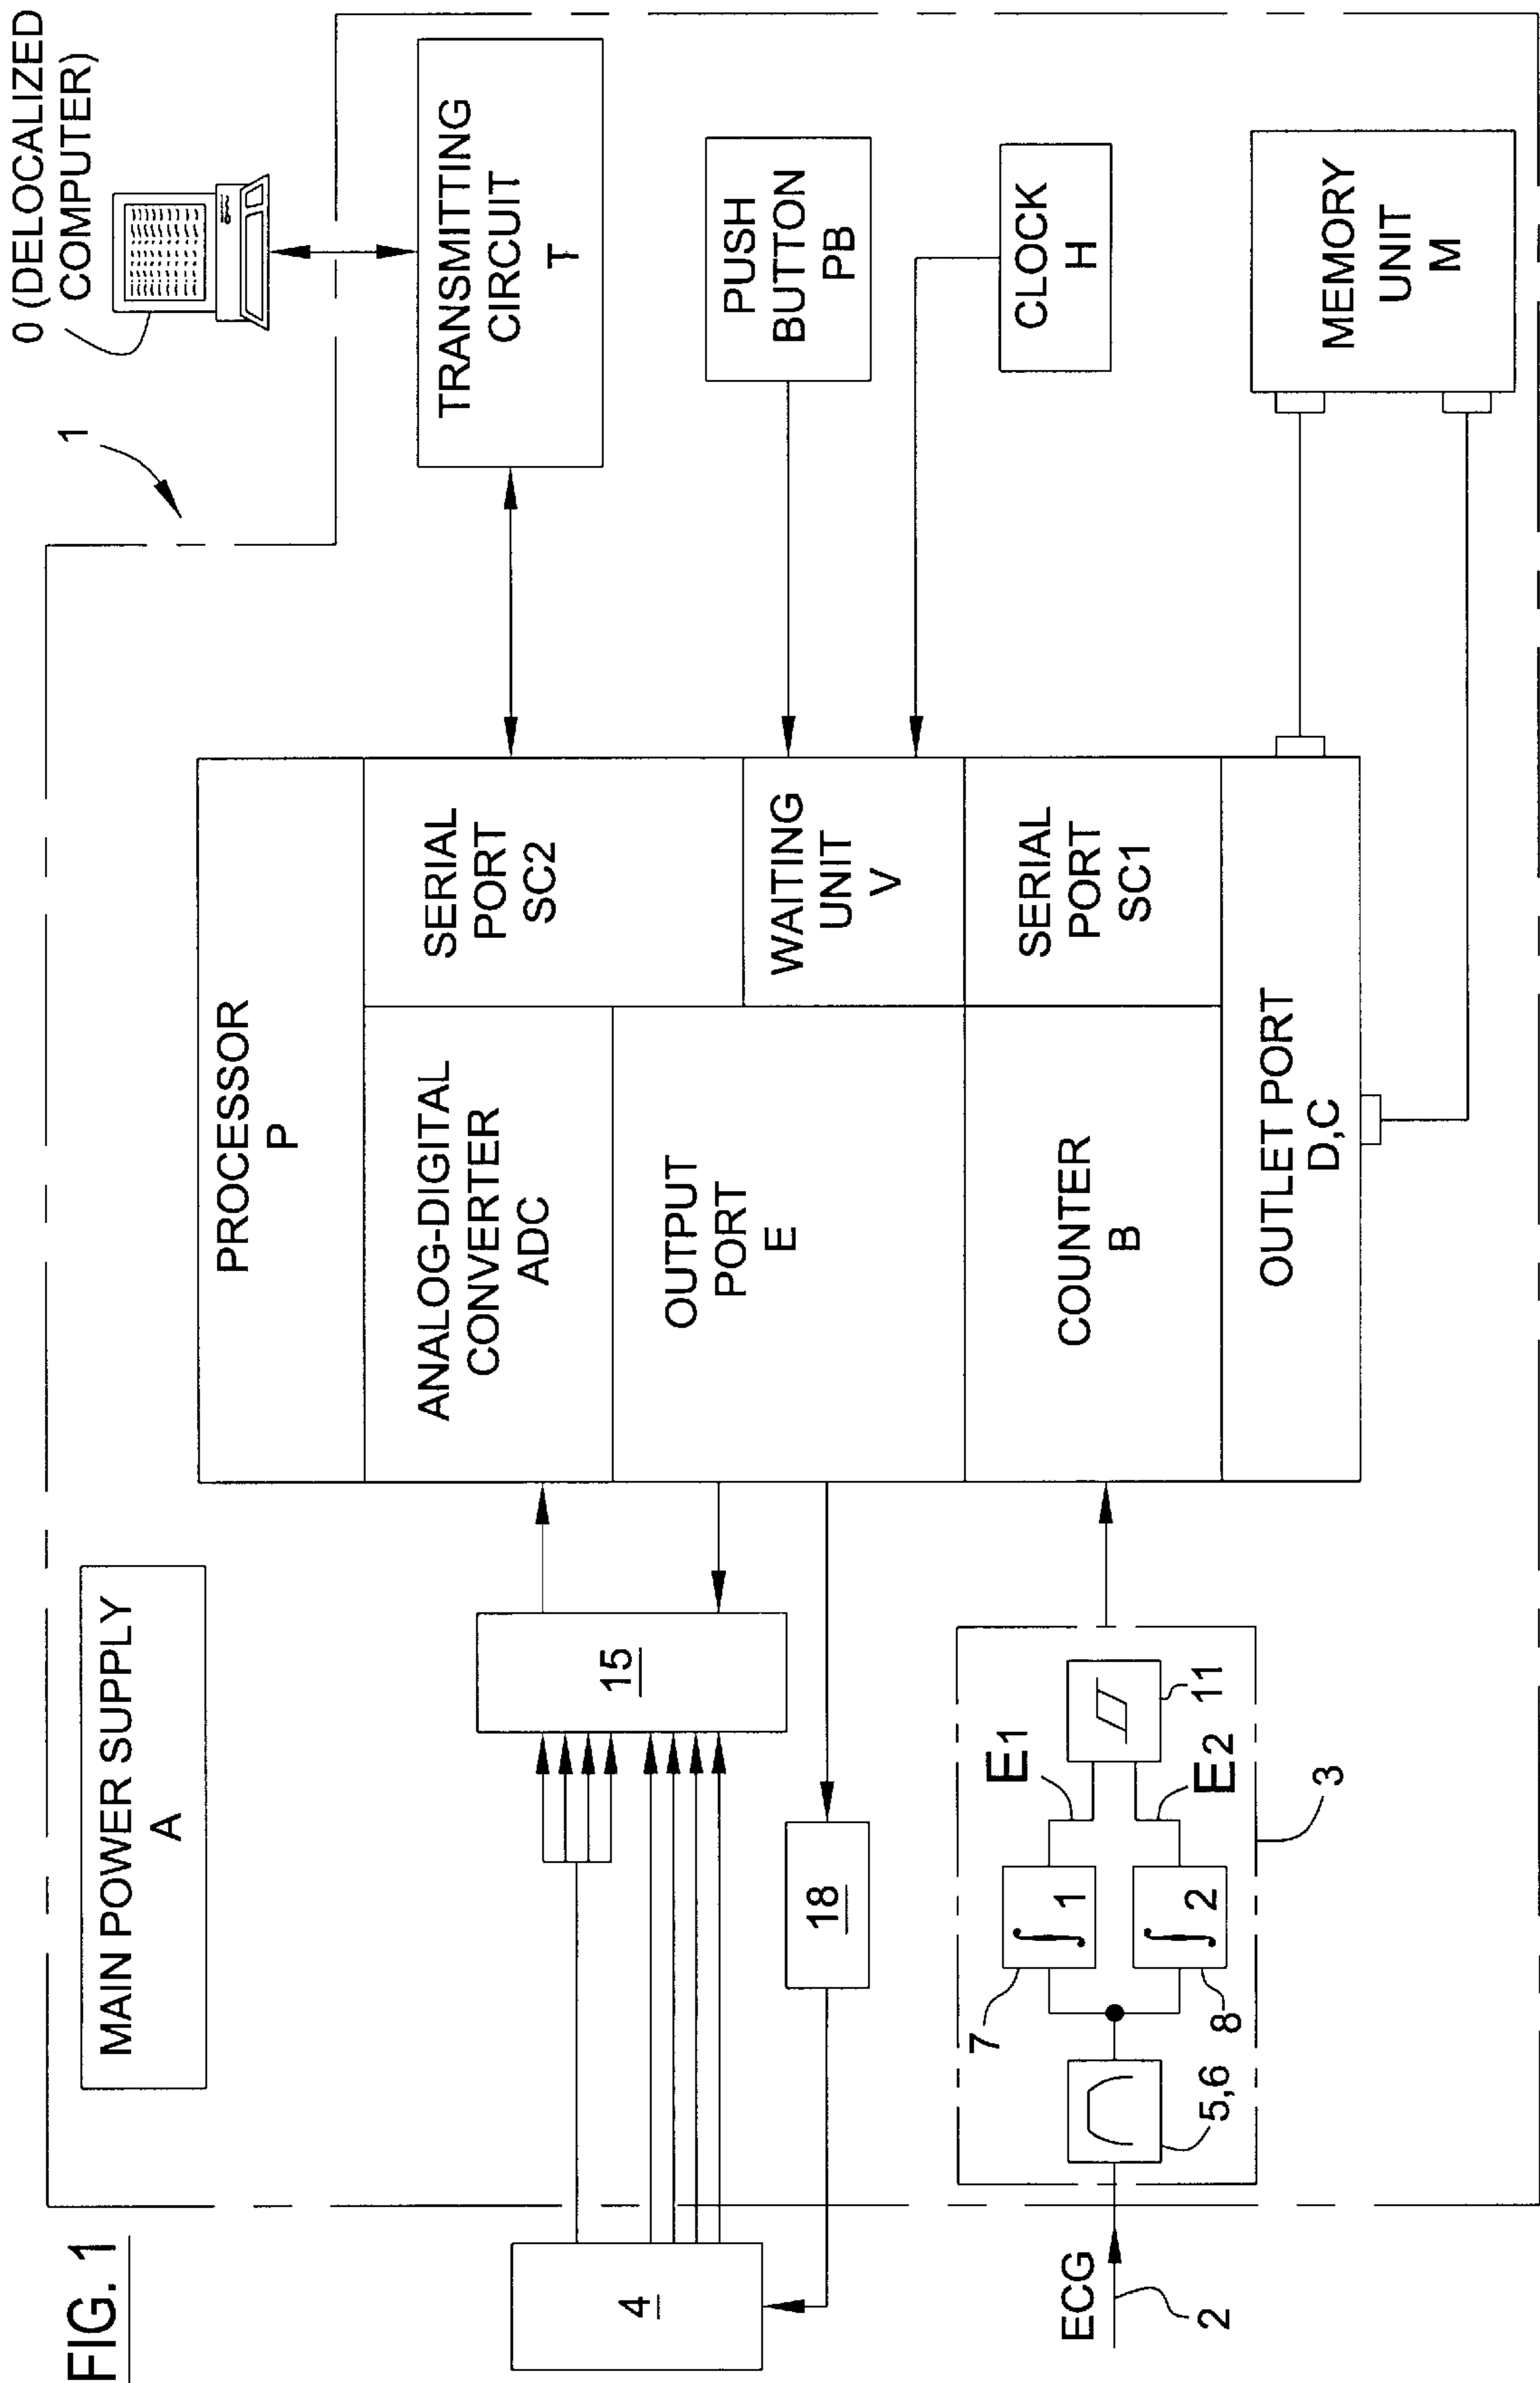 FIG. 1
MAIN POWER SUPPLY
A
0 (DELOCALIZED
COMPUTER)
1
PROCESSOR
P
ANALOG-DIGITAL
CONVERTER
ADC
SERIAL
PORT
SC2
TRANSMITTING
CIRCUIT
T
4
15
18
OUTPUT
PORT
E
WAITING
UNIT
V
PUSH
BUTTON
PB
CLOCK
H
ECG
2
5,6
7
∫ 1
8
∫ 2
E1
E2
11
3
COUNTER
B
SERIAL
PORT
SC1
OUTLET PORT
D,C
MEMORY
UNIT
M